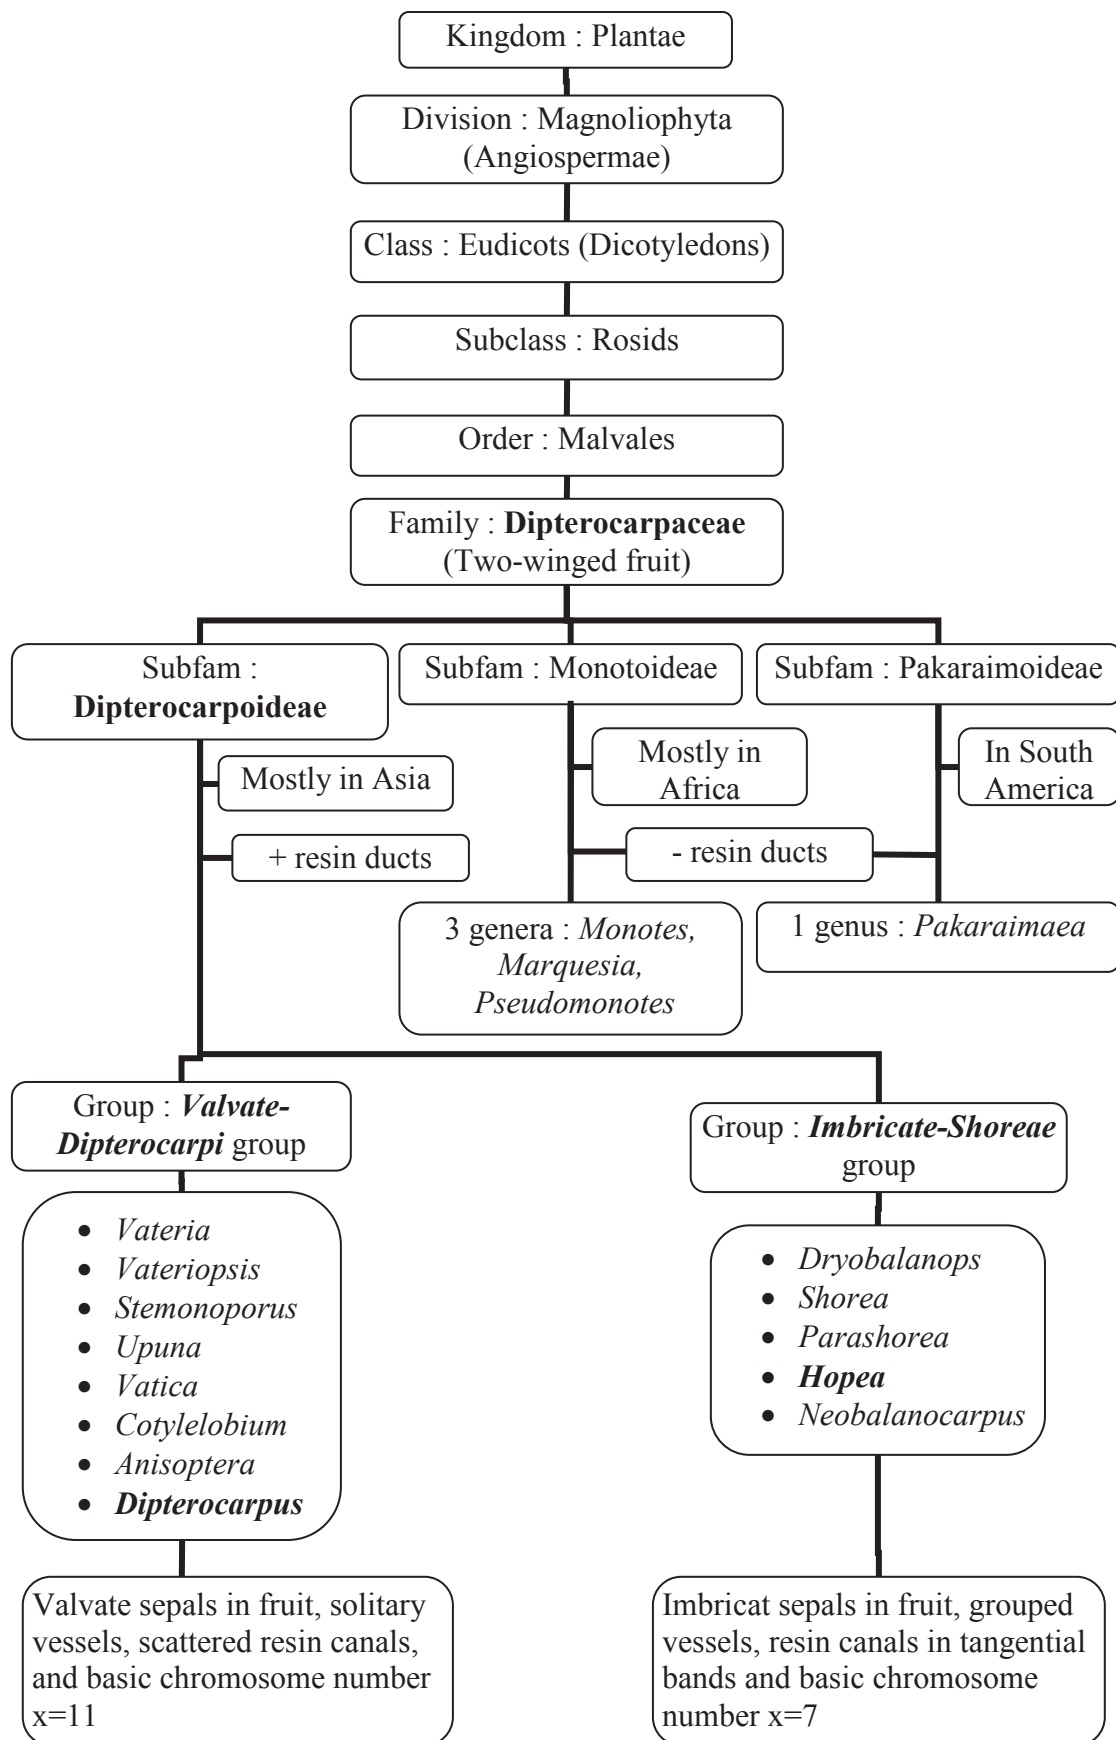 Kingdom : Plantae
Division : Magnoliophyta
(Angiospermae)
Class : Eudicots (Dicotyledons)
Subclass : Rosids
Order : Malvales
Family : Dipterocarpaceae
(Two-winged fruit)
Subfam :
Dipterocarpoideae
Subfam : Monotoideae
Subfam : Pakaraimoideae
Mostly in Asia
Mostly in
Africa
In South
America
+ resin ducts
- resin ducts
3 genera : Monotes,
Marquesia,
Pseudomonotes
1 genus : Pakaraimaea
Group : Valvate-
Dipterocarpi group
Group : Imbricate-Shoreae
group
• Vateria
• Vateriopsis
• Stemonoporus
• Upuna
• Vatica
• Cotylelobium
• Anisoptera
• Dipterocarpus
• Dryobalanops
• Shorea
• Parashorea
• Hopea
• Neobalanocarpus
Valvate sepals in fruit, solitary
vessels, scattered resin canals,
and basic chromosome number
x=11
Imbricat sepals in fruit, grouped
vessels, resin canals in tangential
bands and basic chromosome
number x=7